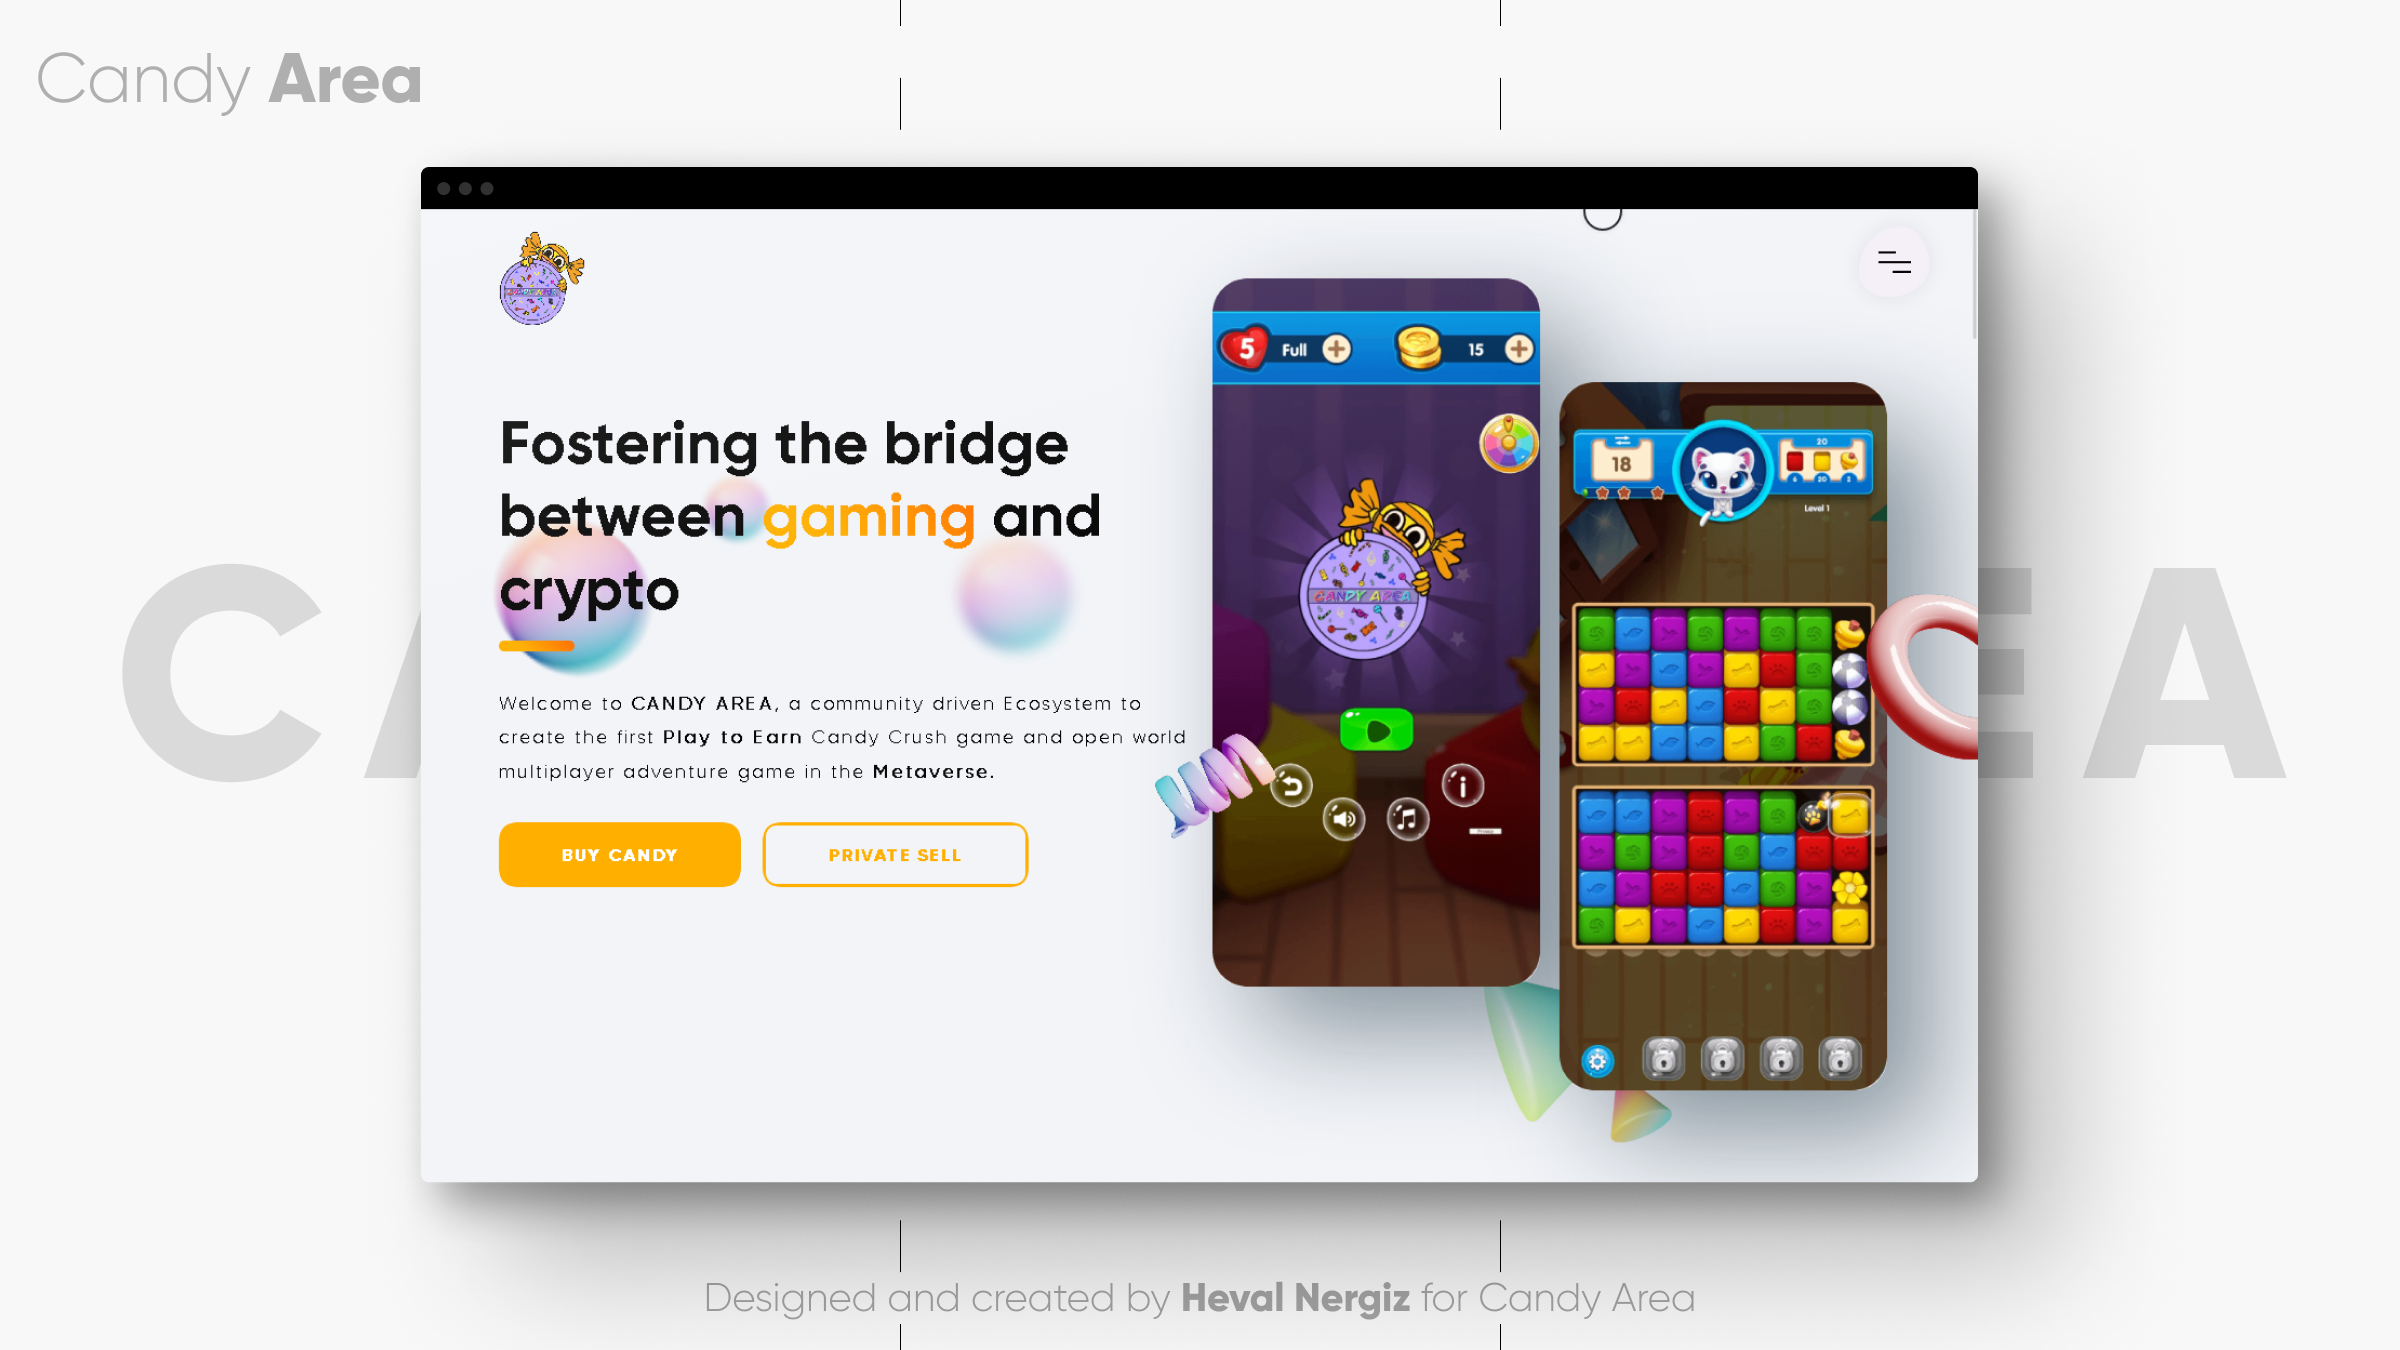 Candy Area
Fostering the bridge
between gaming and
crypto
Welcome to CANDY AREA, a community driven Ecosystem to
create the first Play to Earn Candy Crush game and open world
multiplayer adventure game in the Metaverse.
BUY CANDY
PRIVATE SELL
5
Full
15
CANDY AREA
18
20
6
20
2
Level 1
C
EA
Designed and created by Heval Nergiz for Candy Area